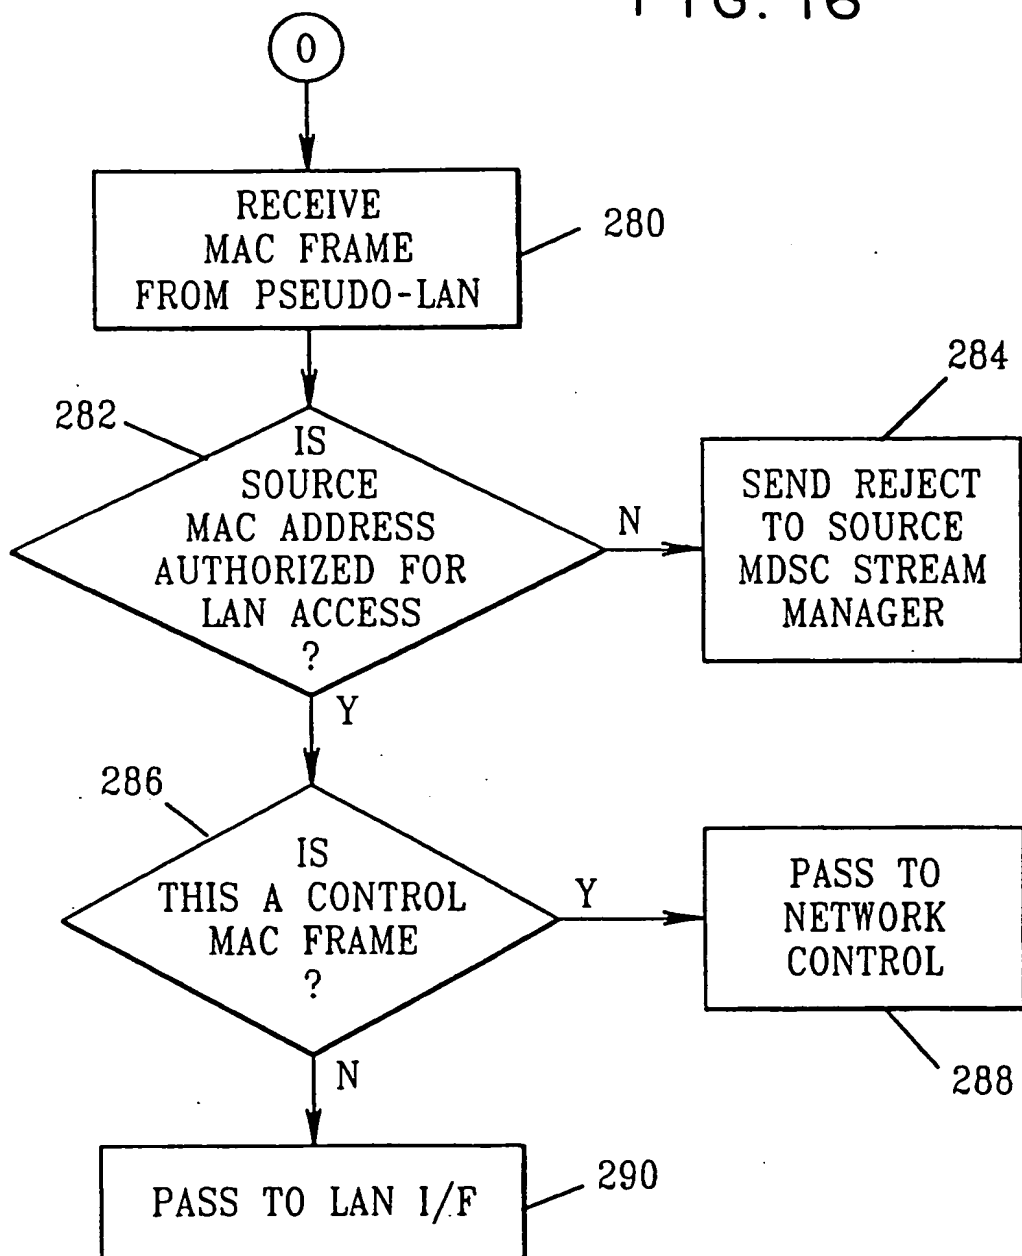 FIG. 16
0
RECEIVE
MAC FRAME
FROM PSEUDO-LAN
280
282
IS
SOURCE
MAC ADDRESS
AUTHORIZED FOR
LAN ACCESS
?
N
284
SEND REJECT
TO SOURCE
MDSC STREAM
MANAGER
Y
286
IS
THIS A CONTROL
MAC FRAME
?
Y
PASS TO
NETWORK
CONTROL
288
N
PASS TO LAN I/F
290